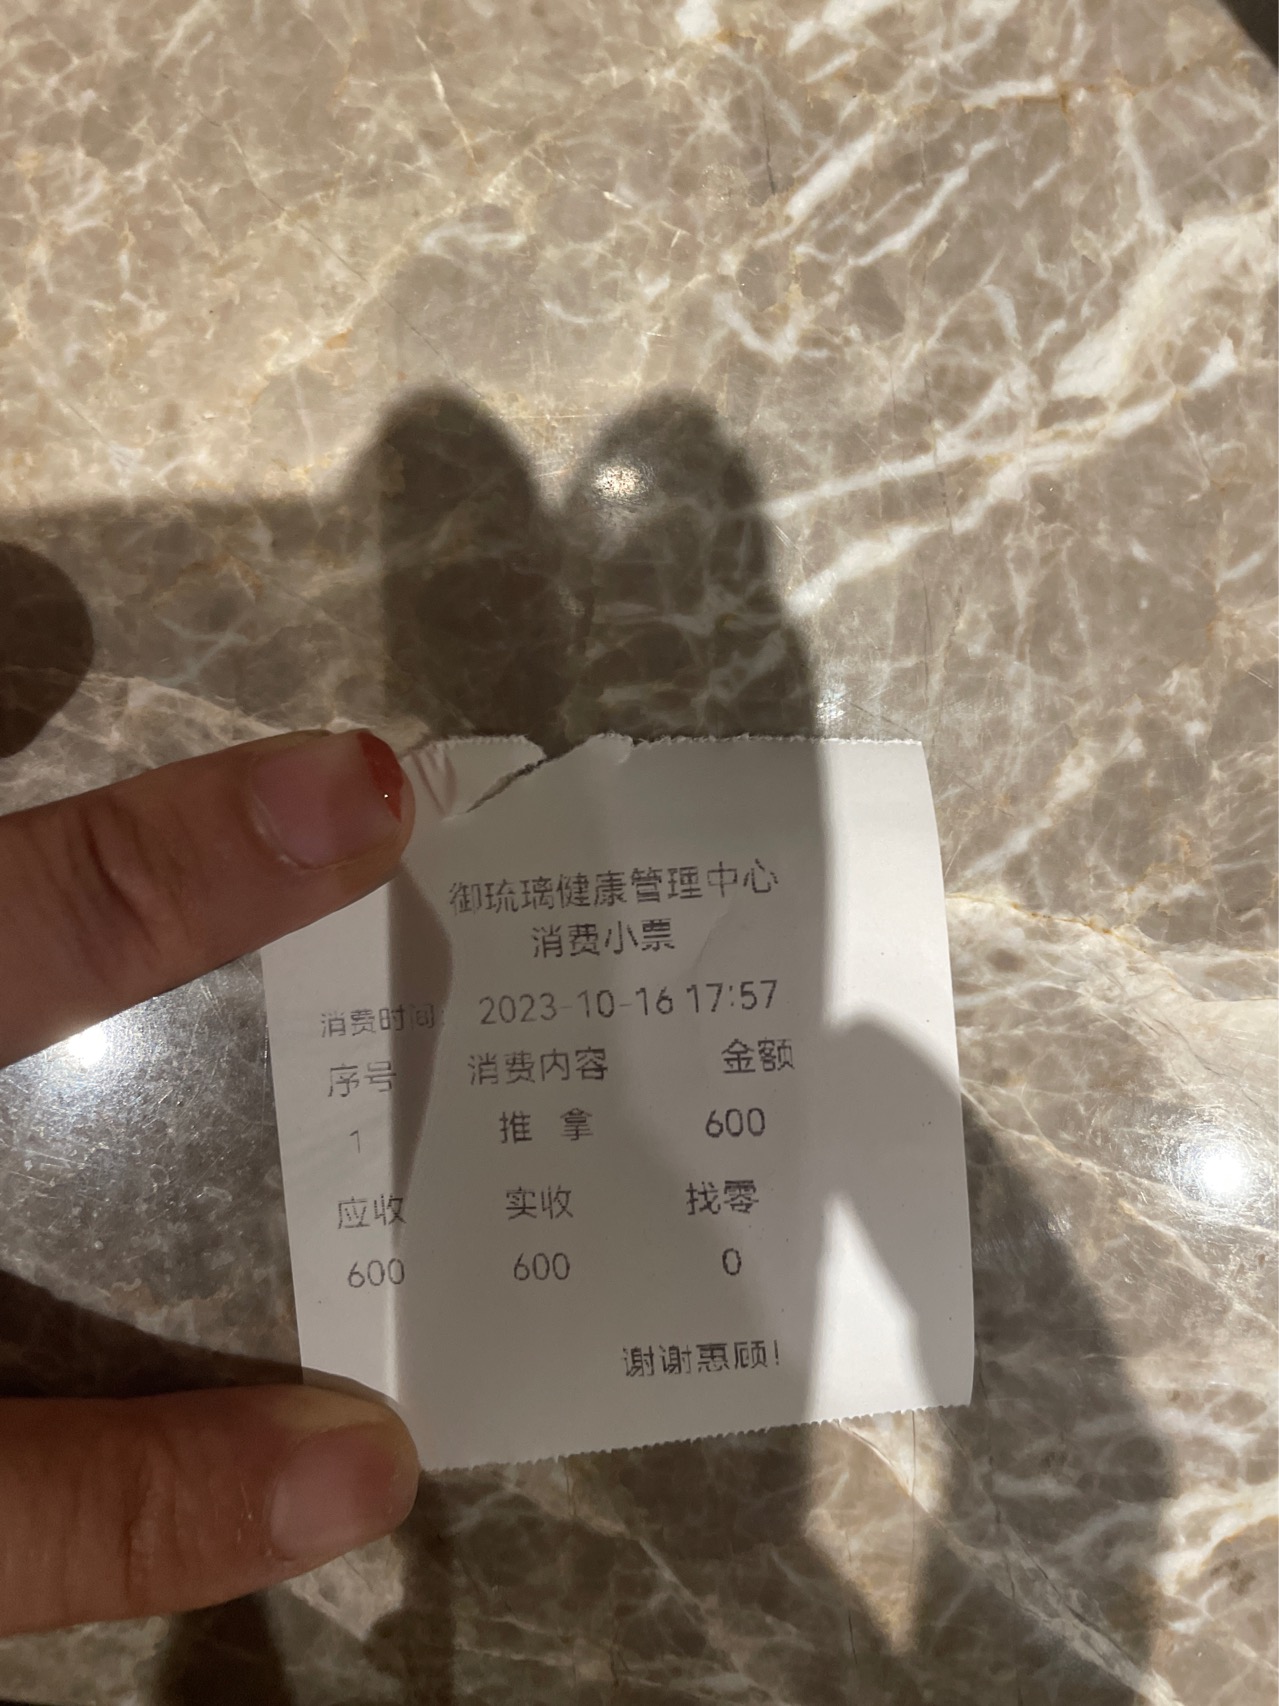 御琉璃健康管理中心
消费小票
消费时间: 2023-10-16 17:57
序号 消费内容 金额
1 推 拿 600
应收 实收 找零
600 600 0
谢谢惠顾!